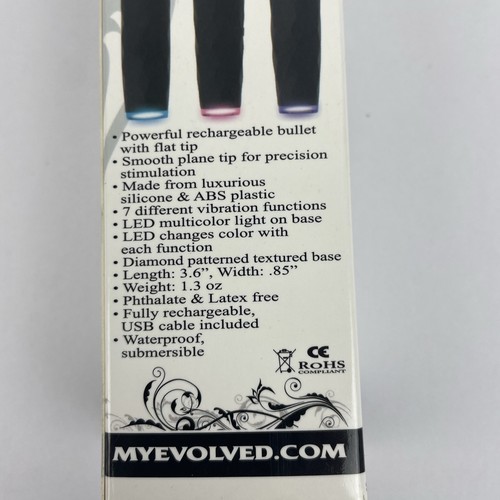 • Powerful rechargeable bullet
with flat tip
• Smooth plane tip for precision
stimulation
• Made from luxurious
silicone & ABS plastic
• 7 different vibration functions
• LED multicolor light on base
• LED changes color with
each function
• Diamond patterned textured base
• Length: 3.6”, Width: .85”
• Weight: 1.3 oz
• Phthalate & Latex free
• Fully rechargeable,
USB cable included
• Waterproof,
submersible
CE
ROHS
COMPLIANT
MYEVOLVED.COM